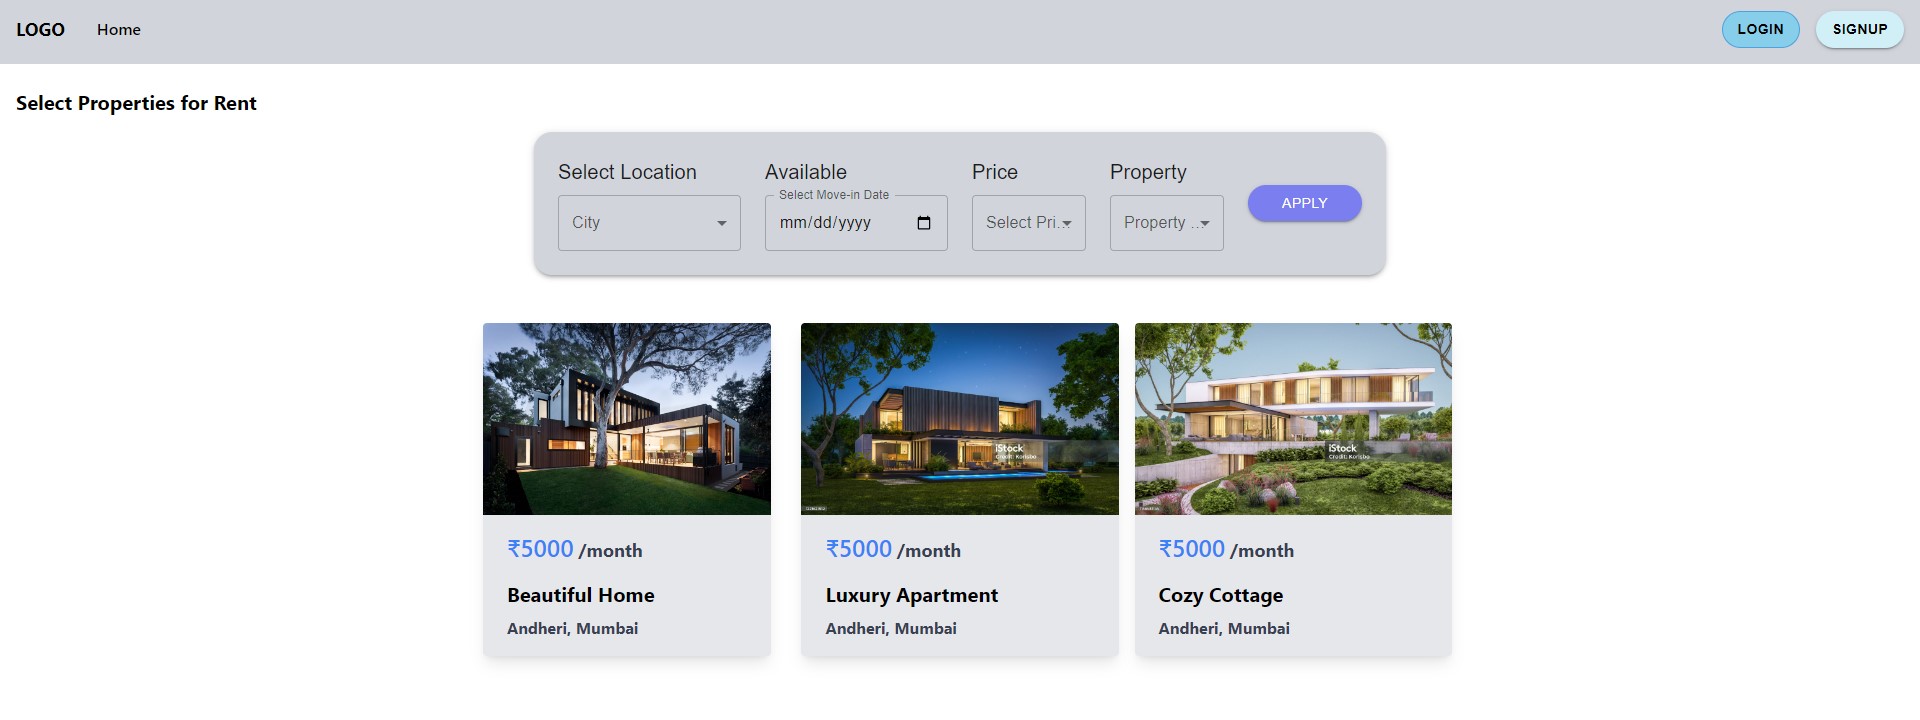 LOGO Home LOGIN SIGNUP
Select Properties for Rent
Select Location Available Price Property
Select Move-in Date
City mm/dd/yyyy Select Pri... Property ... APPLY
iStock
Credit: Korisbo
iStock
Credit: Korisbo
₹5000 /month
Beautiful Home
Andheri, Mumbai
₹5000 /month
Luxury Apartment
Andheri, Mumbai
₹5000 /month
Cozy Cottage
Andheri, Mumbai